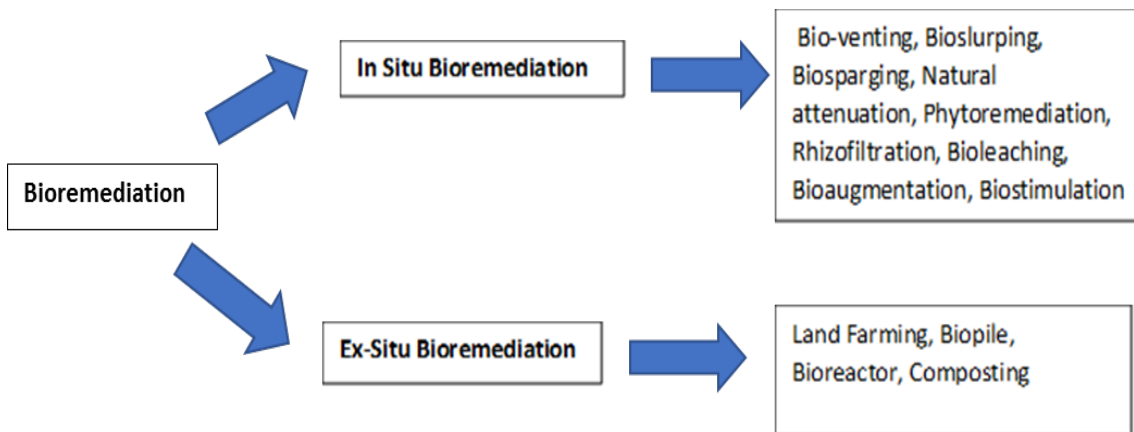 Bioremediation
In Situ Bioremediation
Bio-venting, Bioslurping,
Biosparging, Natural
attenuation, Phytoremediation,
Rhizofiltration, Bioleaching,
Bioaugmentation, Biostimulation
Ex-Situ Bioremediation
Land Farming, Biopile,
Bioreactor, Composting